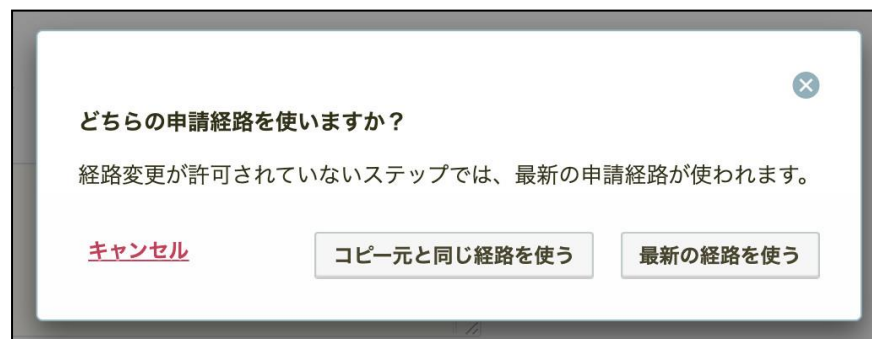 どちらの申請経路を使いますか？
経路変更が許可されていないステップでは、最新の申請経路が使われます。
キャンセル
コピー元と同じ経路を使う
最新の経路を使う